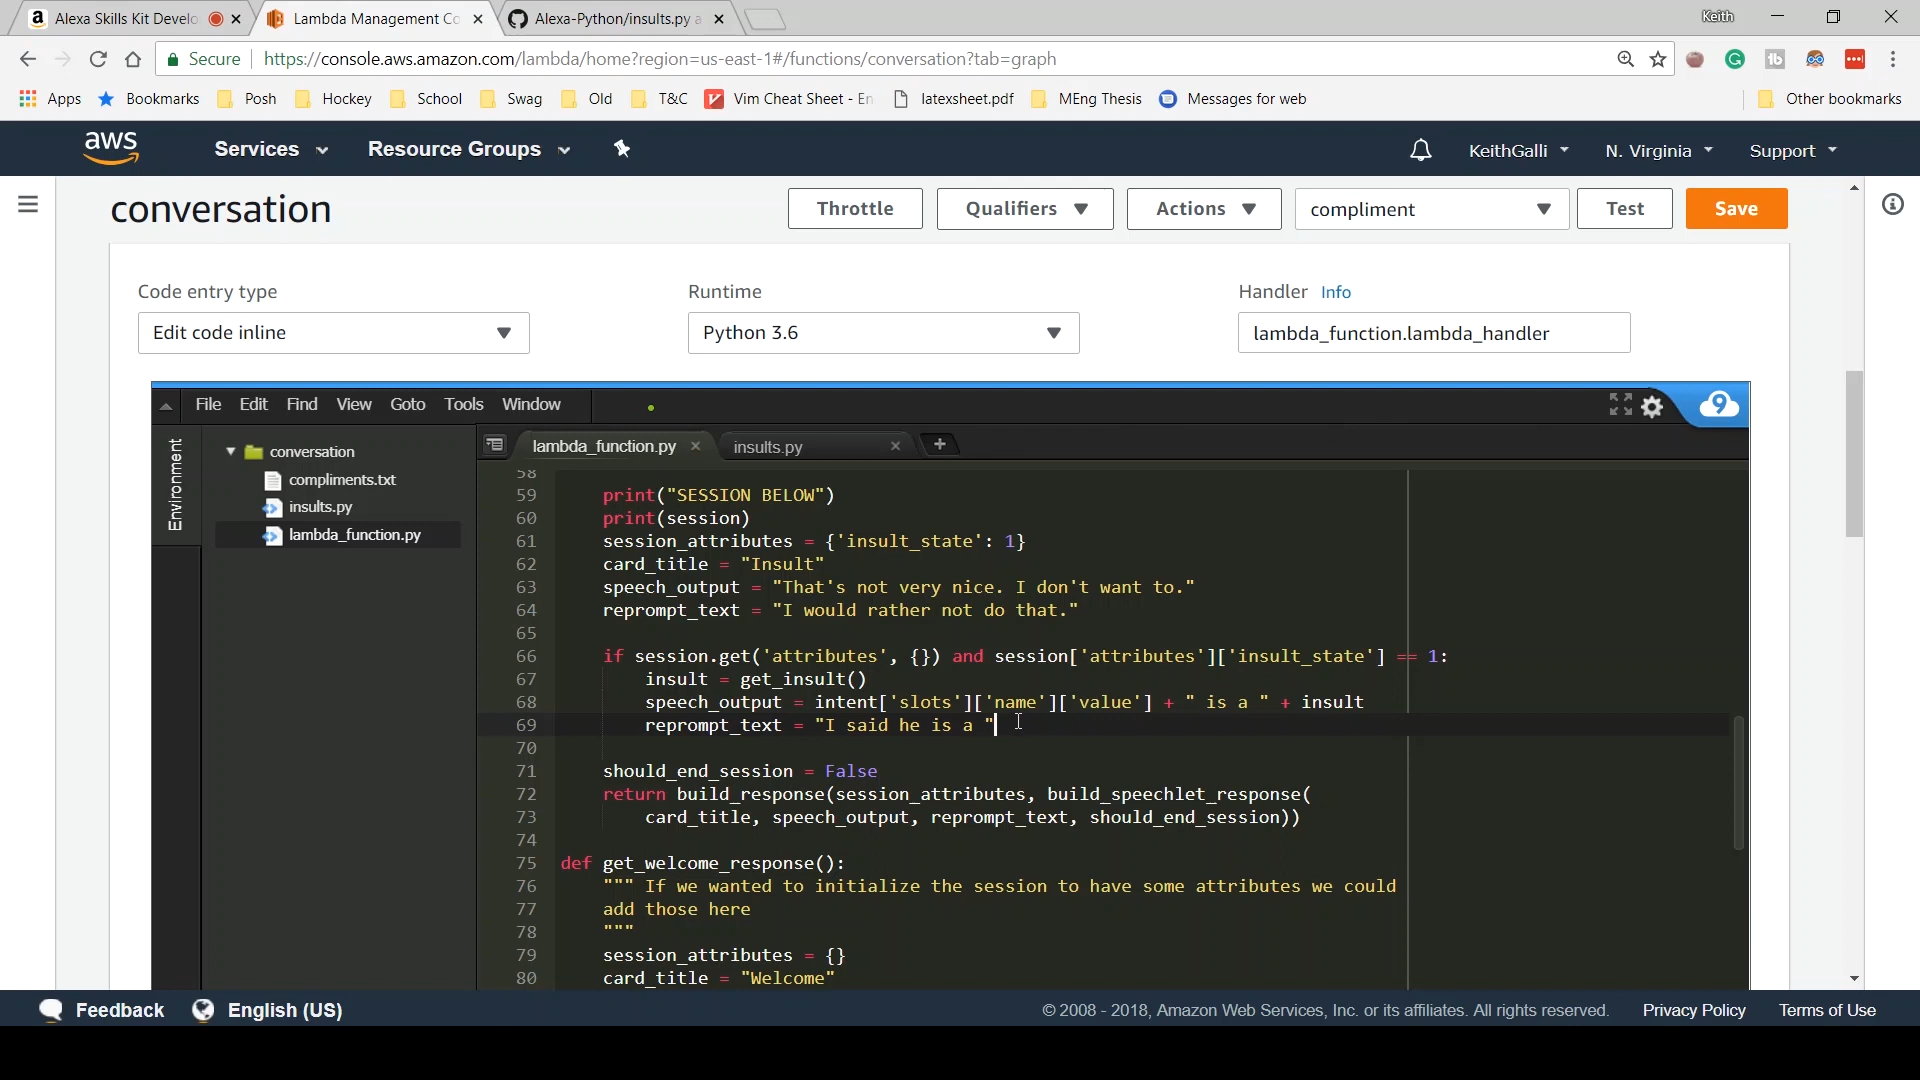 Alexa Skills Kit Develo
Lambda Management Co
Alexa-Python/insults.py a
Keith
Secure
https://console.aws.amazon.com/lambda/home?region=us-east-1#/functions/conversation?tab=graph
Apps
Bookmarks
Posh
Hockey
School
Swag
Old
T&C
Vim Cheat Sheet - En
latexsheet.pdf
MEng Thesis
Messages for web
Other bookmarks
aws
Services
Resource Groups
KeithGalli
N. Virginia
Support
conversation
Throttle
Qualifiers
Actions
compliment
Test
Save
Code entry type
Runtime
Handler Info
Edit code inline
Python 3.6
lambda_function.lambda_handler
File Edit Find View Goto Tools Window
9
Environment
conversation
compliments.txt
insults.py
lambda_function.py
lambda_function.py
insults.py
58
59 print("SESSION BELOW")
60 print(session)
61 session_attributes = {'insult_state': 1}
62 card_title = "Insult"
63 speech_output = "That's not very nice. I don't want to."
64 reprompt_text = "I would rather not do that."
65
66 if session.get('attributes', {}) and session['attributes']['insult_state'] == 1:
67 insult = get_insult()
68 speech_output = intent['slots']['name']['value'] + " is a " + insult
69 reprompt_text = "I said he is a "
70
71 should_end_session = False
72 return build_response(session_attributes, build_speechlet_response(
73 card_title, speech_output, reprompt_text, should_end_session))
74
75 def get_welcome_response():
76 """ If we wanted to initialize the session to have some attributes we could
77 add those here
78 """
79 session_attributes = {}
80 card_title = "Welcome"
Feedback
English (US)
© 2008 - 2018, Amazon Web Services, Inc. or its affiliates. All rights reserved.
Privacy Policy
Terms of Use